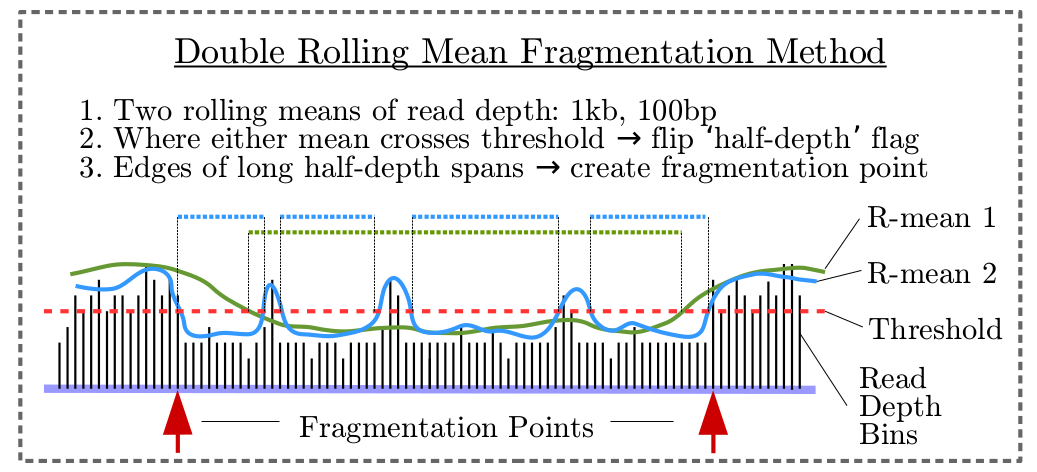 Double Rolling Mean Fragmentation Method
1. Two rolling means of read depth: 1kb, 100bp
2. Where either mean crosses threshold → flip ‘half-depth’ flag
3. Edges of long half-depth spans → create fragmentation point
R-mean 1
R-mean 2
Threshold
Read
Depth
Bins
Fragmentation Points